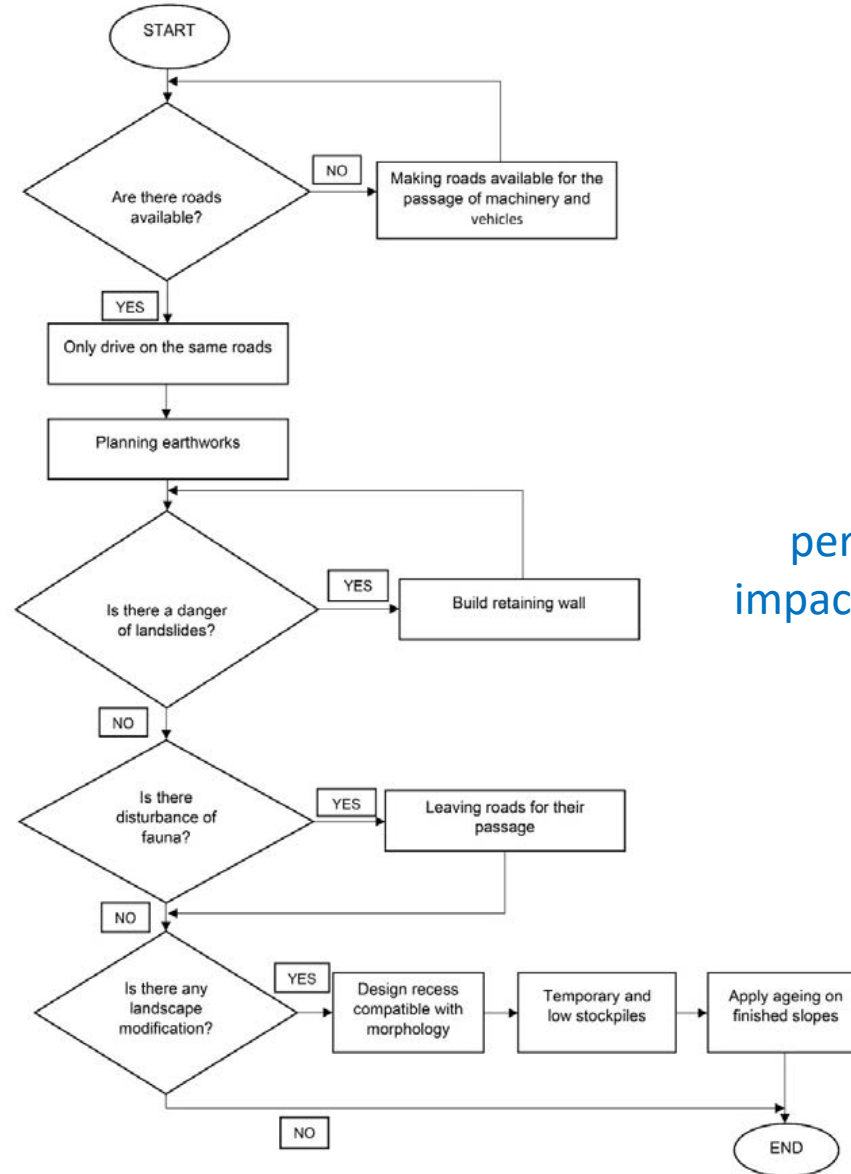 START
Are there roads
available?
NO
Making roads available for the
passage of machinery and
vehicles
YES
Only drive on the same roads
Planning earthworks
Is there a danger
of landslides?
YES
Build retaining wall
NO
Is there
disturbance of
fauna?
YES
Leaving roads for their
passage
NO
Is there any
landscape
modification?
YES
Design recess
compatible with
morphology
Temporary and
low stockpiles
Apply ageing on
finished slopes
NO
END